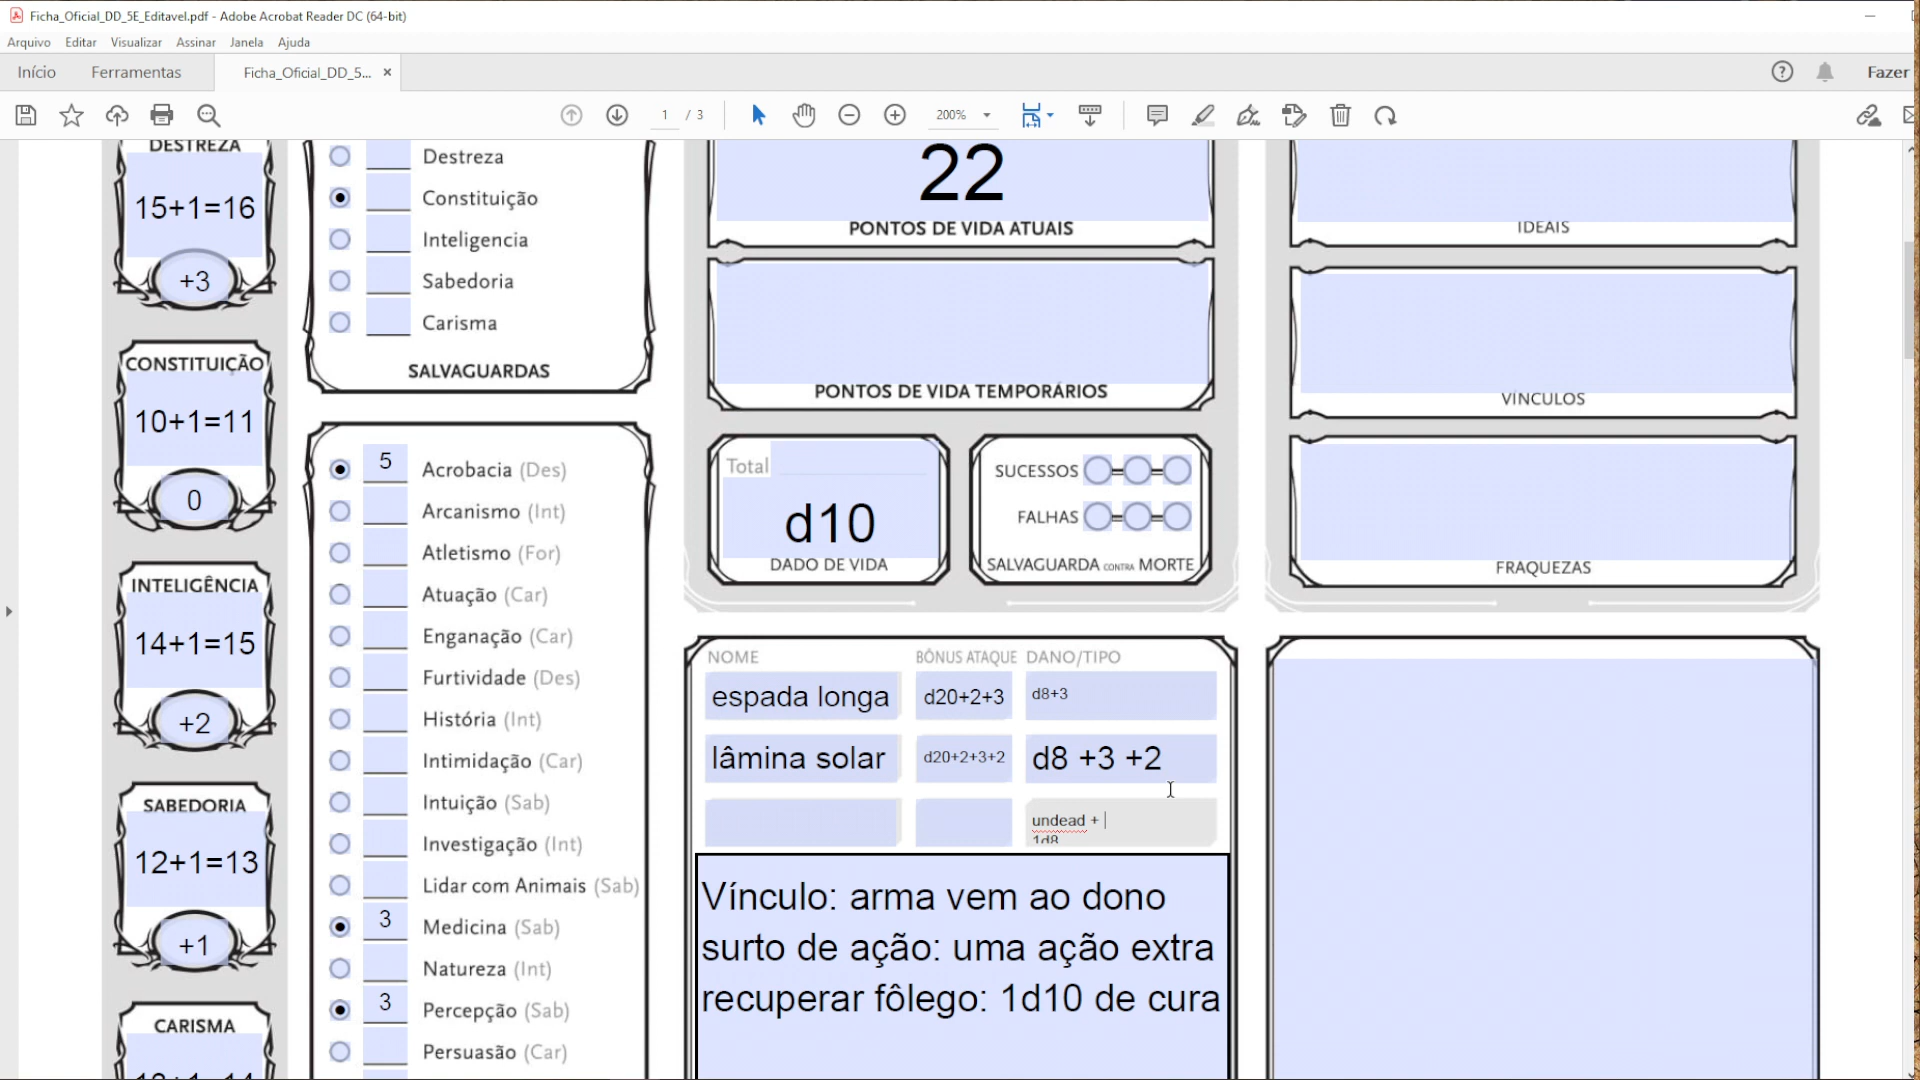 Ficha_Oficial_DD_5E_Editavel.pdf - Adobe Acrobat Reader DC (64-bit)
Arquivo Editar Visualizar Assinar Janela Ajuda
Início Ferramentas Ficha_Oficial_DD_5... × Fazer
1 / 3 200%
DESTREZA
15+1=16
+3
CONSTITUIÇÃO
10+1=11
0
INTELIGÊNCIA
14+1=15
+2
SABEDORIA
12+1=13
+1
CARISMA
Destreza
Constituição
Inteligencia
Sabedoria
Carisma
SALVAGUARDAS
5 Acrobacia (Des)
Arcanismo (Int)
Atletismo (For)
Atuação (Car)
Enganação (Car)
Furtividade (Des)
História (Int)
Intimidação (Car)
Intuição (Sab)
Investigação (Int)
Lidar com Animais (Sab)
3 Medicina (Sab)
Natureza (Int)
3 Percepção (Sab)
Persuasão (Car)
22
PONTOS DE VIDA ATUAIS
PONTOS DE VIDA TEMPORÁRIOS
Total
d10
DADO DE VIDA
SUCESSOS
FALHAS
SALVAGUARDA CONTRA MORTE
NOME BÔNUS ATAQUE DANO/TIPO
espada longa d20+2+3 d8+3
lâmina solar d20+2+3+2 d8 +3 +2
undead +
1d8
Vínculo: arma vem ao dono
surto de ação: uma ação extra
recuperar fôlego: 1d10 de cura
IDEAIS
VÍNCULOS
FRAQUEZAS